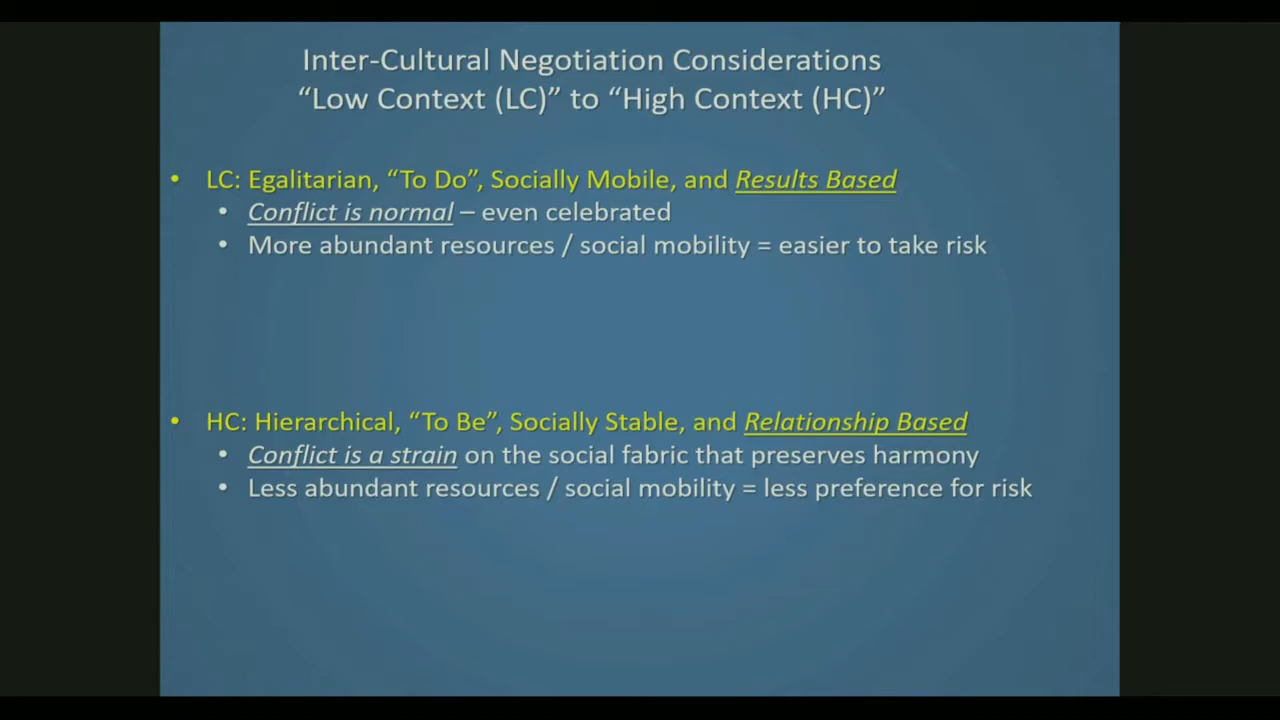 Inter-Cultural Negotiation Considerations
“Low Context (LC)” to “High Context (HC)”
• LC: Egalitarian, “To Do”, Socially Mobile, and Results Based
• Conflict is normal – even celebrated
• More abundant resources / social mobility = easier to take risk
• HC: Hierarchical, “To Be”, Socially Stable, and Relationship Based
• Conflict is a strain on the social fabric that preserves harmony
• Less abundant resources / social mobility = less preference for risk